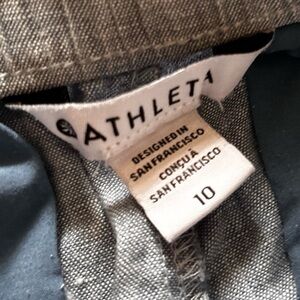 ATHLETA
DESIGNED IN
SAN FRANCISCO
CONÇU À
SAN FRANCISCO
10